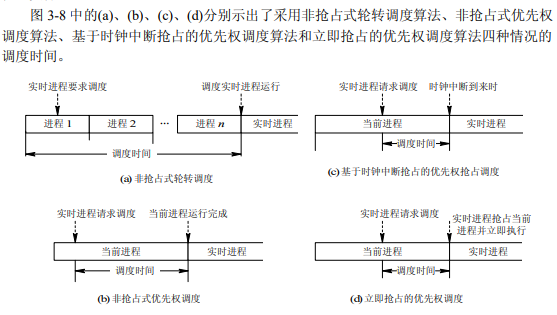 图 3-8 中的(a)、(b)、(c)、(d)分别示出了采用非抢占式轮转调度算法、非抢占式优先权
调度算法、基于时钟中断抢占的优先权调度算法和立即抢占的优先权调度算法四种情况的
调度时间。
实时进程要求调度
调度实时进程运行
进程 1
进程 2
…
进程 n
实时进程
调度时间
(a) 非抢占式轮转调度
实时进程请求调度
时钟中断到来时
当前进程
实时进程
调度时间
(c) 基于时钟中断抢占的优先权抢占调度
实时进程请求调度
当前进程运行完成
当前进程
实时进程
调度时间
(b) 非抢占式优先权调度
实时进程请求调度
实时进程抢占当前
进程并立即执行
当前进程
实时进程
调度时间
(d) 立即抢占的优先权调度